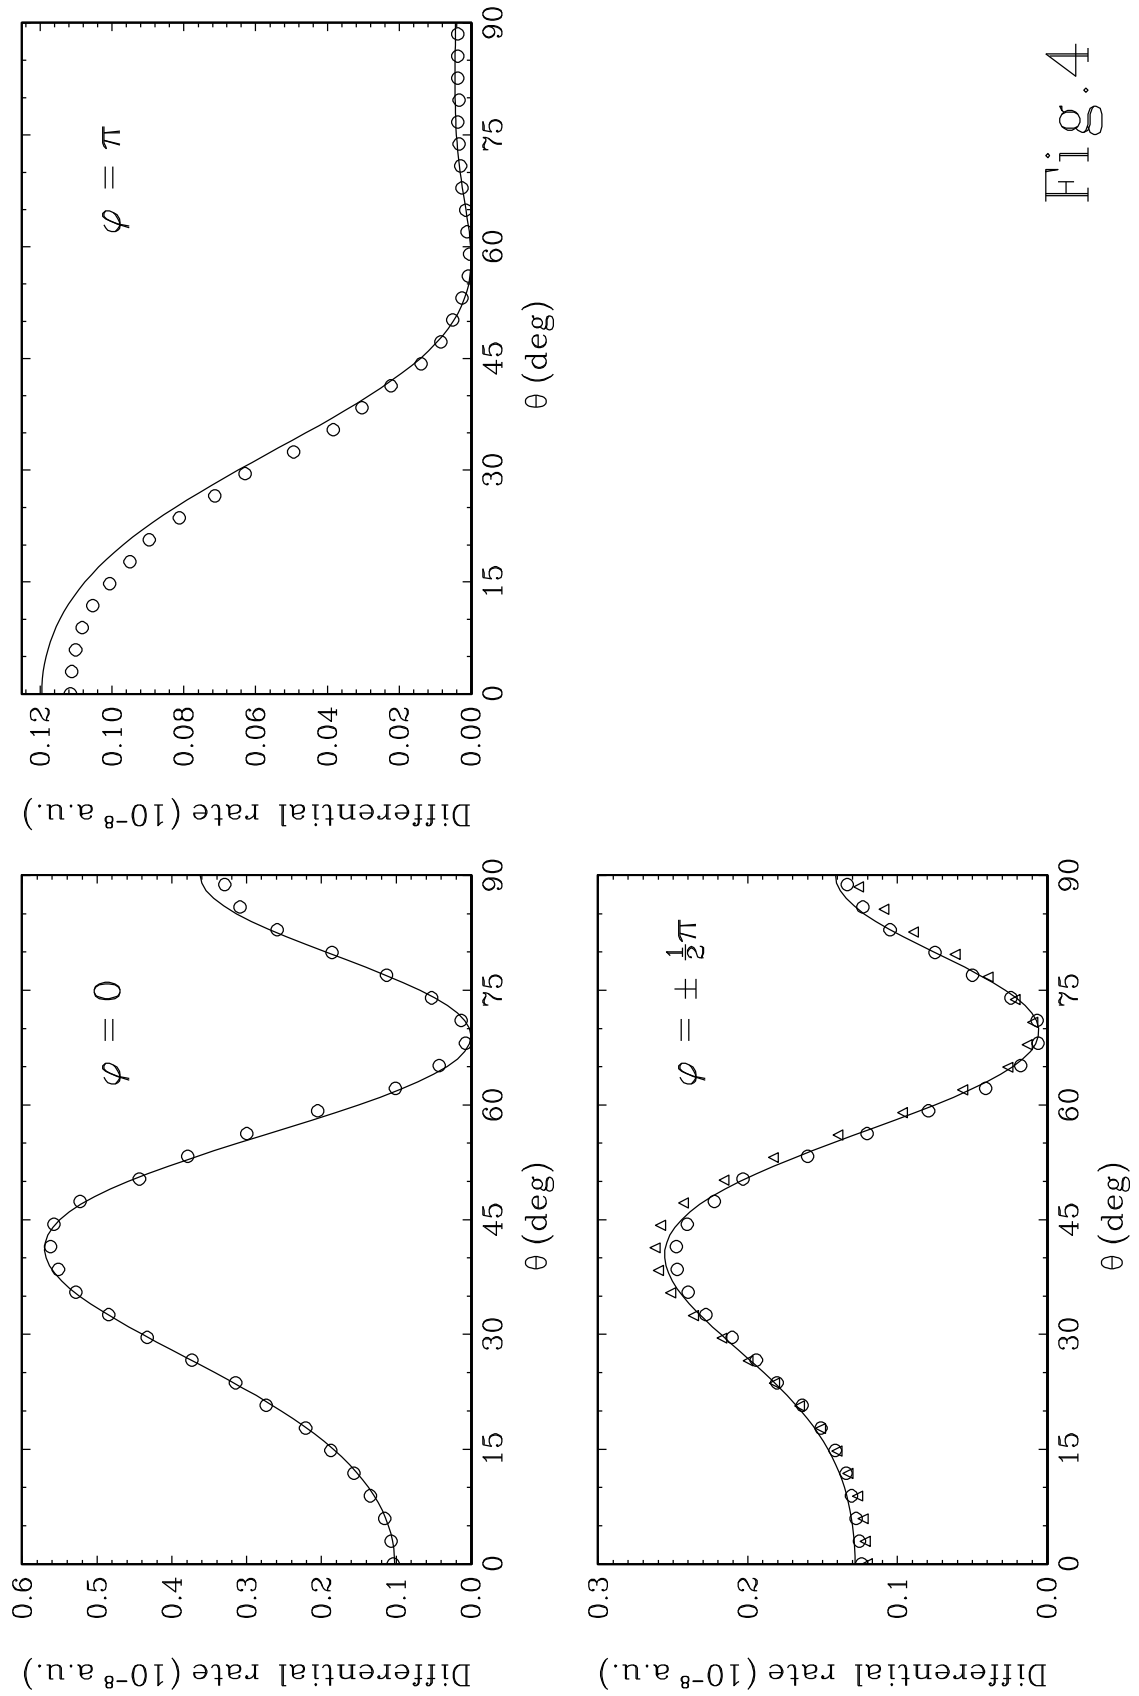 Differential rate (10⁻⁸ a.u.)
0.6
0.5
0.4
0.3
0.2
0.1
0.0
φ = 0
0 15 30 45 60 75 90
θ (deg)
Differential rate (10⁻⁸ a.u.)
0.12
0.10
0.08
0.06
0.04
0.02
0.00
φ = π
0 15 30 45 60 75 90
θ (deg)
Differential rate (10⁻⁸ a.u.)
0.3
0.2
0.1
0.0
φ = ± ½π
0 15 30 45 60 75 90
θ (deg)
Fig.4